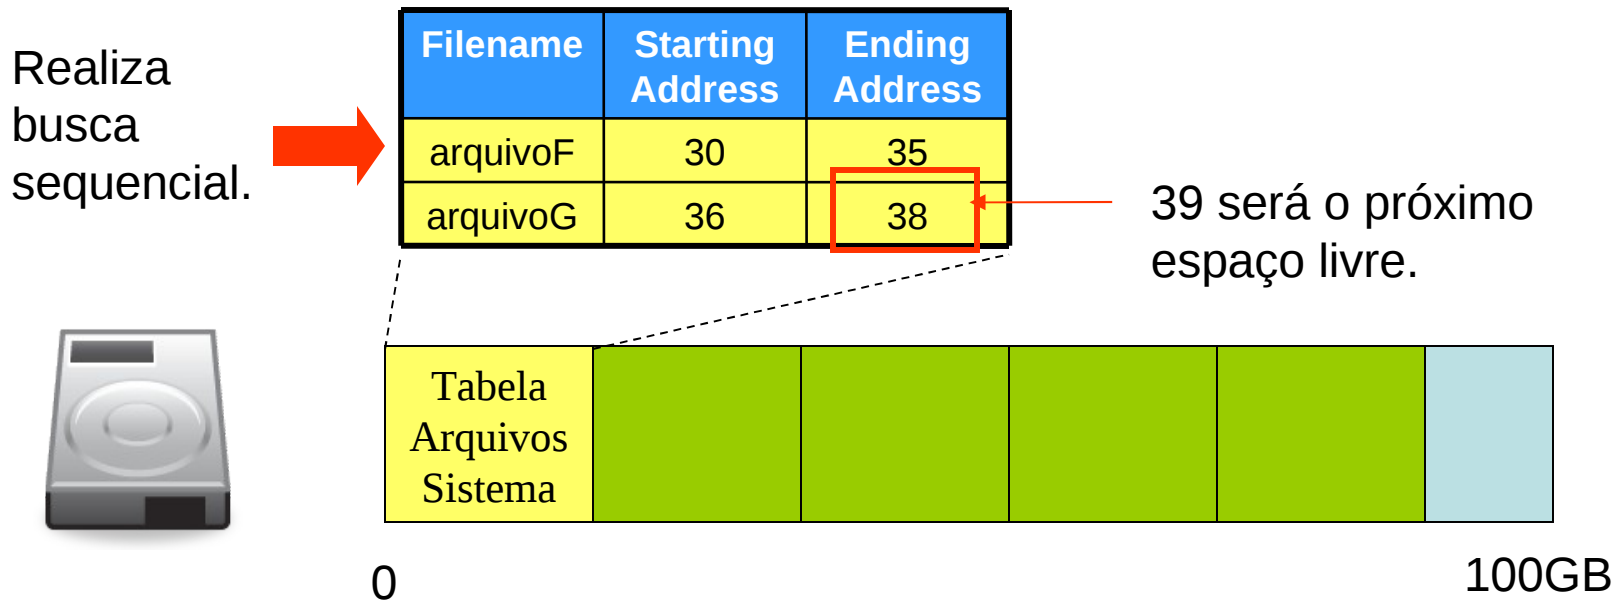 Realiza
busca
sequencial.
Filename Starting Address Ending Address
arquivoF 30 35
arquivoG 36 38
39 será o próximo
espaço livre.
Tabela
Arquivos
Sistema
0
100GB